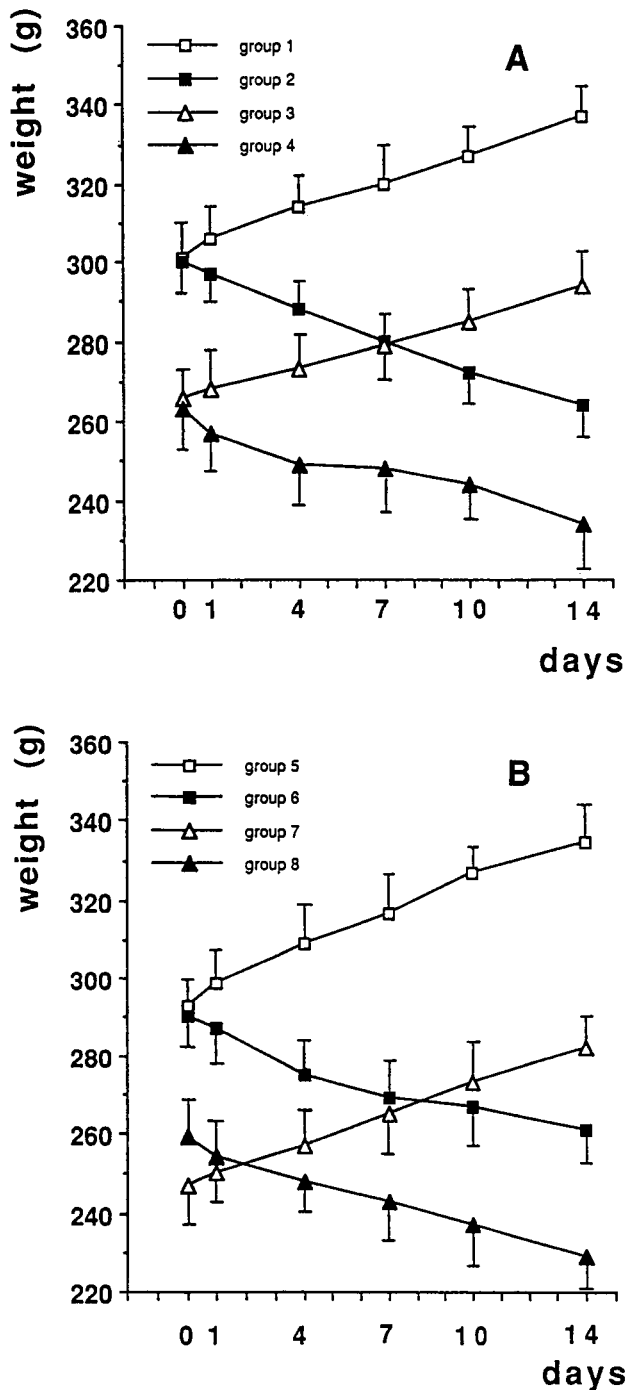 weight (g)
360
340
320
300
280
260
240
220
group 1
group 2
group 3
group 4
A
0 1 4 7 10 14
days
weight (g)
360
340
320
300
280
260
240
220
group 5
group 6
group 7
group 8
B
0 1 4 7 10 14
days